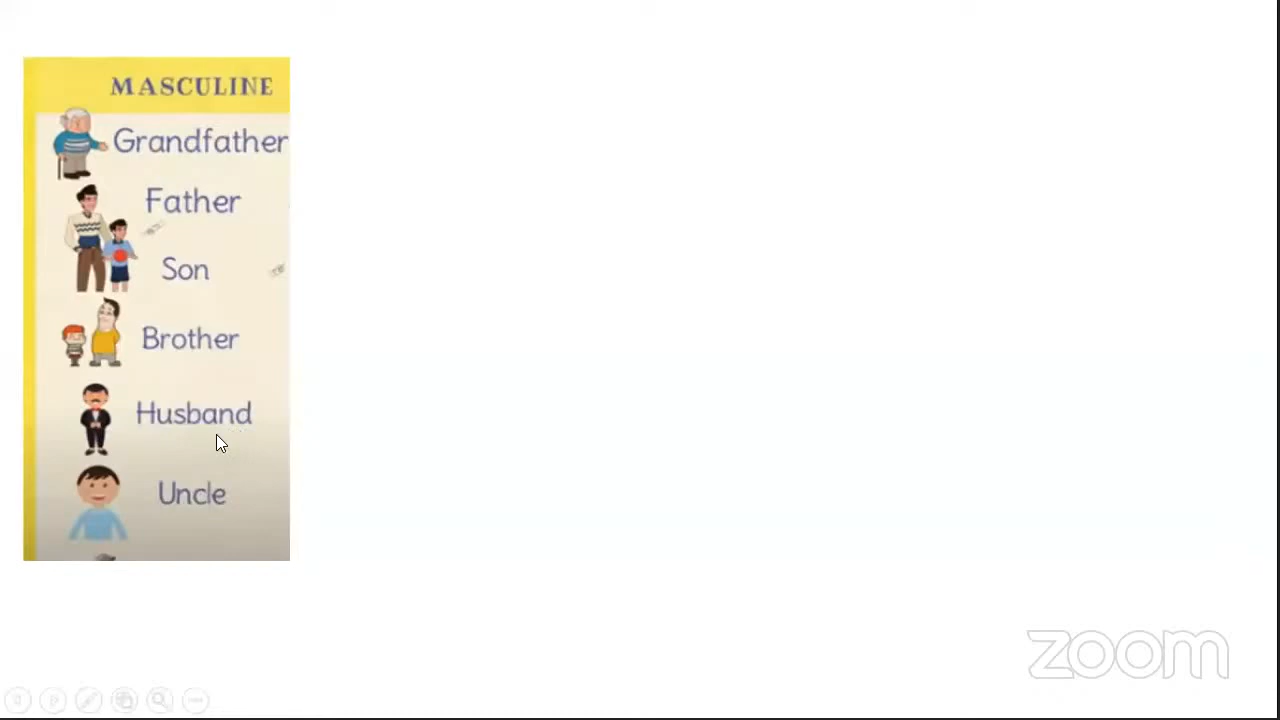 MASCULINE
Grandfather
Father
Son
Brother
Husband
Uncle
zoom